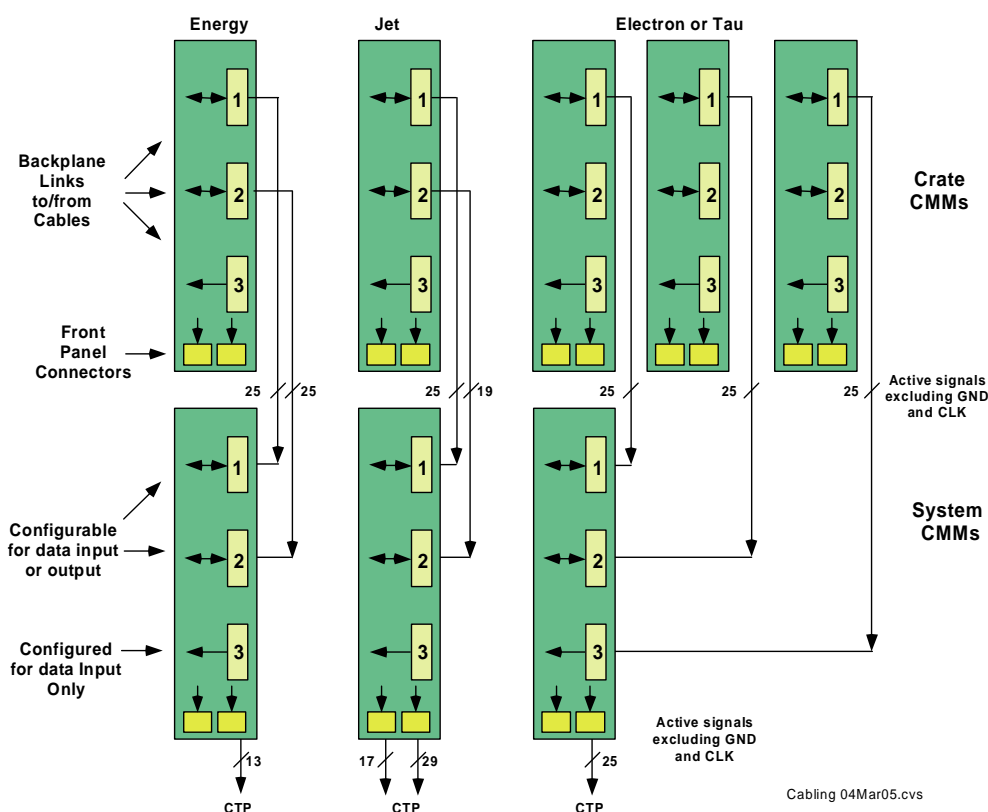 Energy
Jet
Electron or Tau
1
1
1
1
1
2
2
2
2
2
3
3
3
3
3
Backplane
Links
to/from
Cables
Crate
CMMs
Front
Panel
Connectors
25
25
25
19
25
25
25
Active signals
excluding GND
and CLK
1
1
1
2
2
2
3
3
3
Configurable
for data input
or output
System
CMMs
Configured
for data Input
Only
Active signals
excluding GND
and CLK
13
17
29
25
CTP
CTP
CTP
Cabling 04Mar05.cvs